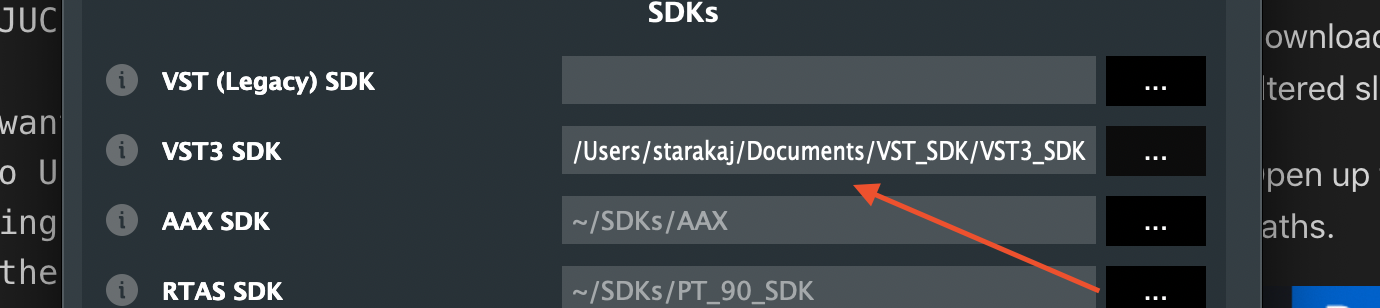 SDKs
JUC
VST (Legacy) SDK
...
ownload
want
ltered sl
VST3 SDK
/Users/starakaj/Documents/VST_SDK/VST3_SDK
...
o U
pen up
ing
AAX SDK
~/SDKs/AAX
...
aths.
the
RTAS SDK
~/SDKs/PT_90_SDK
...